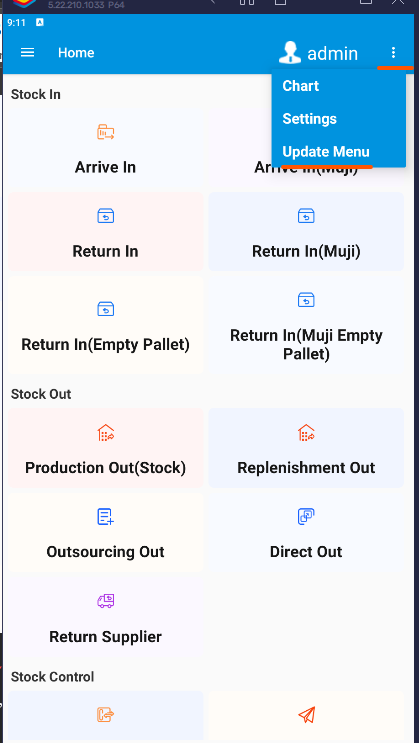 5.22.210.1033 P64
9:11 A
Home
admin
Chart
Settings
Update Menu
Stock In
Arrive In
Arrive In(Muji)
Return In
Return In(Muji)
Return In(Empty Pallet)
Return In(Muji Empty
Pallet)
Stock Out
Production Out(Stock)
Replenishment Out
Outsourcing Out
Direct Out
Return Supplier
Stock Control